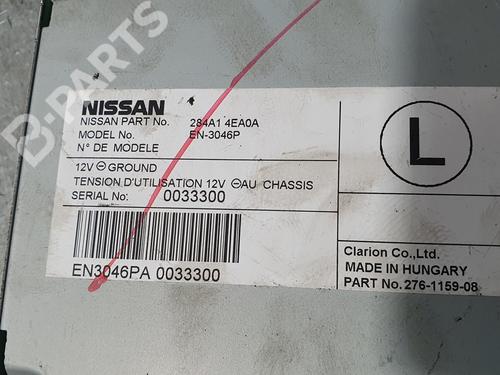 B-PARTS
NISSAN
NISSAN PART No. 284A1 4EA0A
MODEL No. EN-3046P
N° DE MODELE
12V ⊖ GROUND
TENSION D'UTILISATION 12V ⊖AU CHASSIS
SERIAL No: 0033300
EN3046PA 0033300
L
Clarion Co.,Ltd.
MADE IN HUNGARY
PART No. 276-1159-08